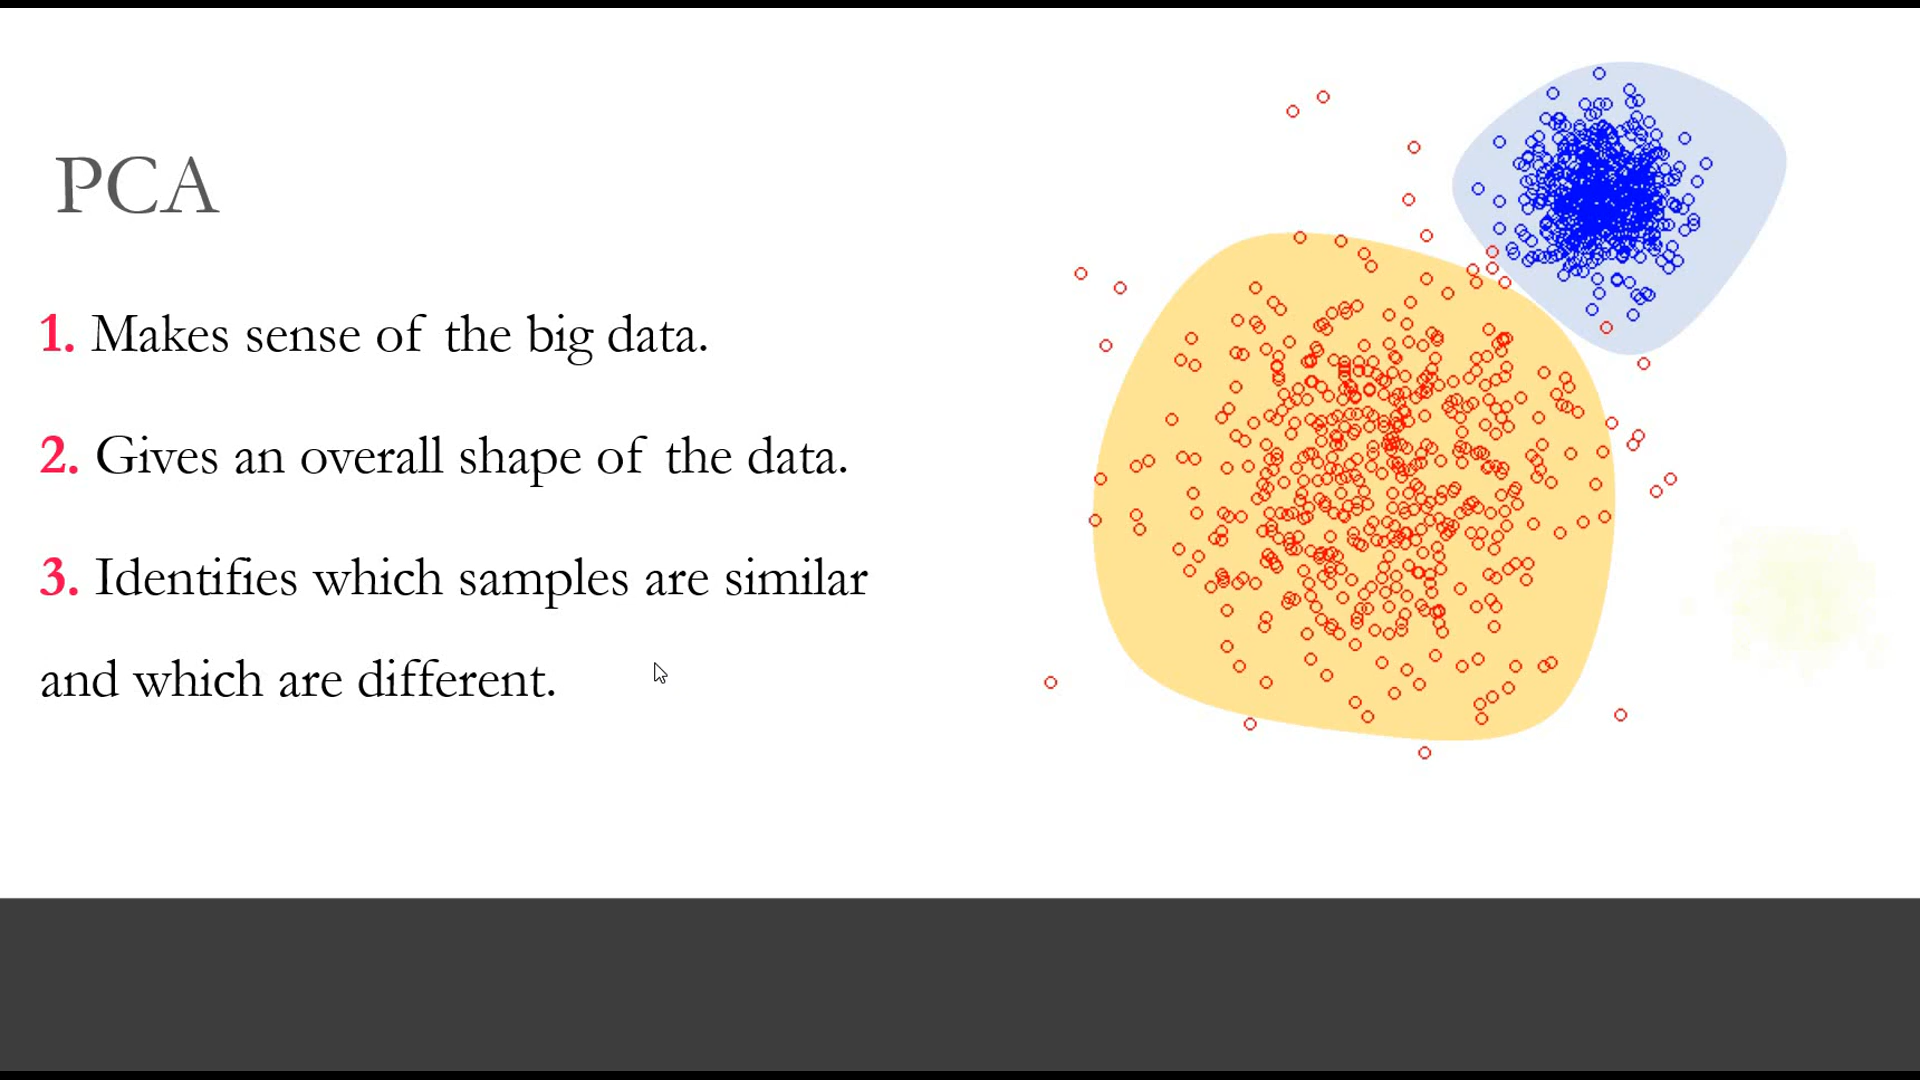 PCA
1. Makes sense of the big data.
2. Gives an overall shape of the data.
3. Identifies which samples are similar
and which are different.